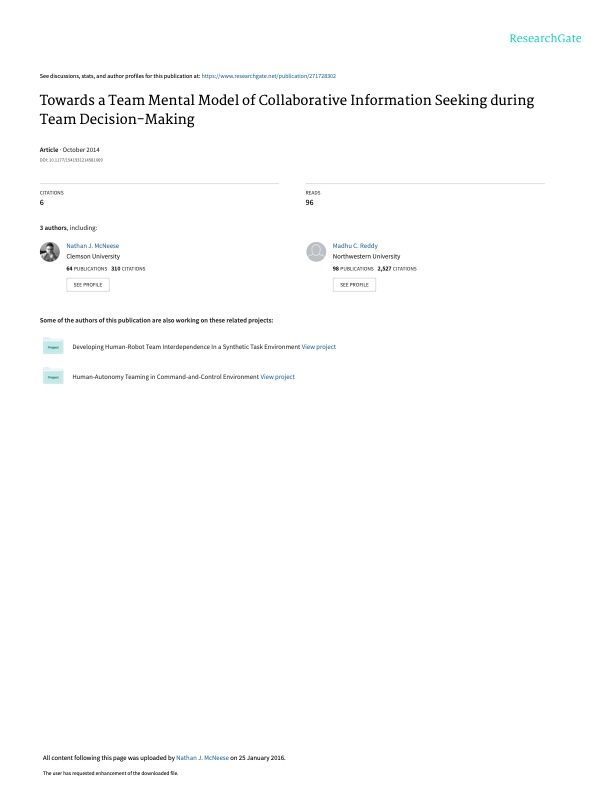 ResearchGate
See discussions, stats, and author profiles for this publication at: https://www.researchgate.net/publication/271728302
Towards a Team Mental Model of Collaborative Information Seeking during
Team Decision-Making
Article · October 2014
DOI: 10.1177/1541931214581069
CITATIONS
6
READS
96
3 authors, including:
Nathan J. McNeese
Clemson University
64 PUBLICATIONS 310 CITATIONS
SEE PROFILE
Madhu C. Reddy
Northwestern University
98 PUBLICATIONS 2,527 CITATIONS
SEE PROFILE
Some of the authors of this publication are also working on these related projects:
Project
Developing Human-Robot Team Interdependence In a Synthetic Task Environment View project
Project
Human-Autonomy Teaming in Command-and-Control Environment View project
All content following this page was uploaded by Nathan J. McNeese on 25 January 2016.
The user has requested enhancement of the downloaded file.